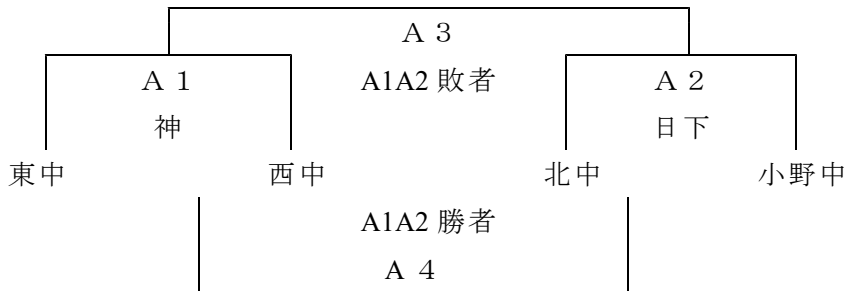 A 3
A 1 A1A2 敗者 A 2
神 日下
東中 西中 北中 小野中
A1A2 勝者
A 4